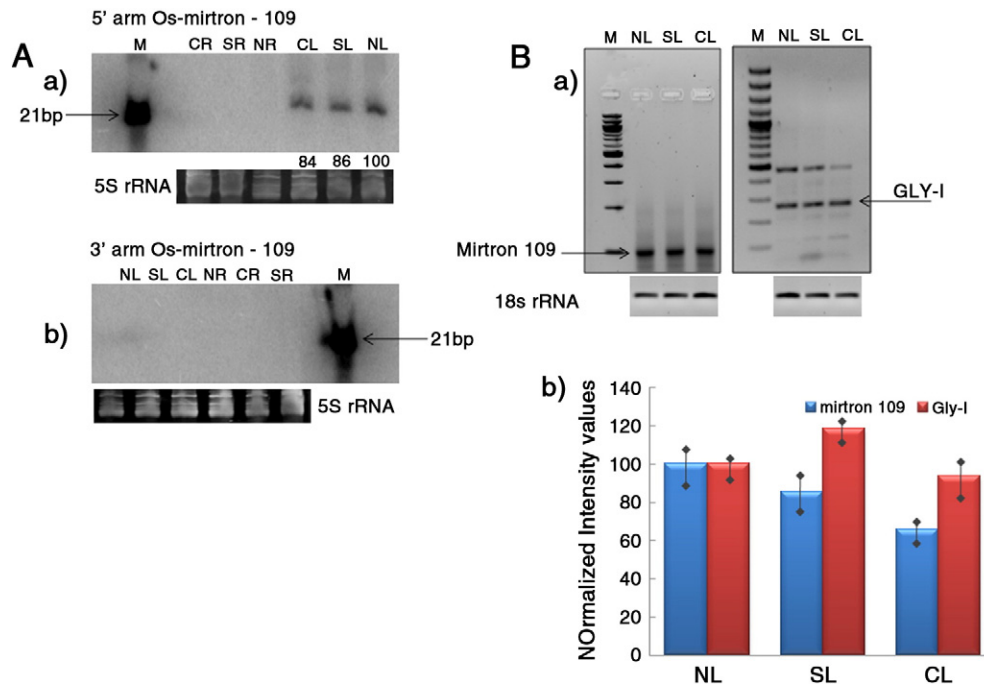 5' arm Os-mirtron - 109
A
a)
M CR SR NR CL SL NL
21bp
84 86 100
5S rRNA
3' arm Os-mirtron - 109
NL SL CL NR CR SR M
b)
21bp
5S rRNA
B
a)
M NL SL CL
M NL SL CL
GLY-I
Mirtron 109
18s rRNA
b)
NOrmalized Intensity values
140
120
100
80
60
40
20
0
mirtron 109 Gly-I
NL SL CL